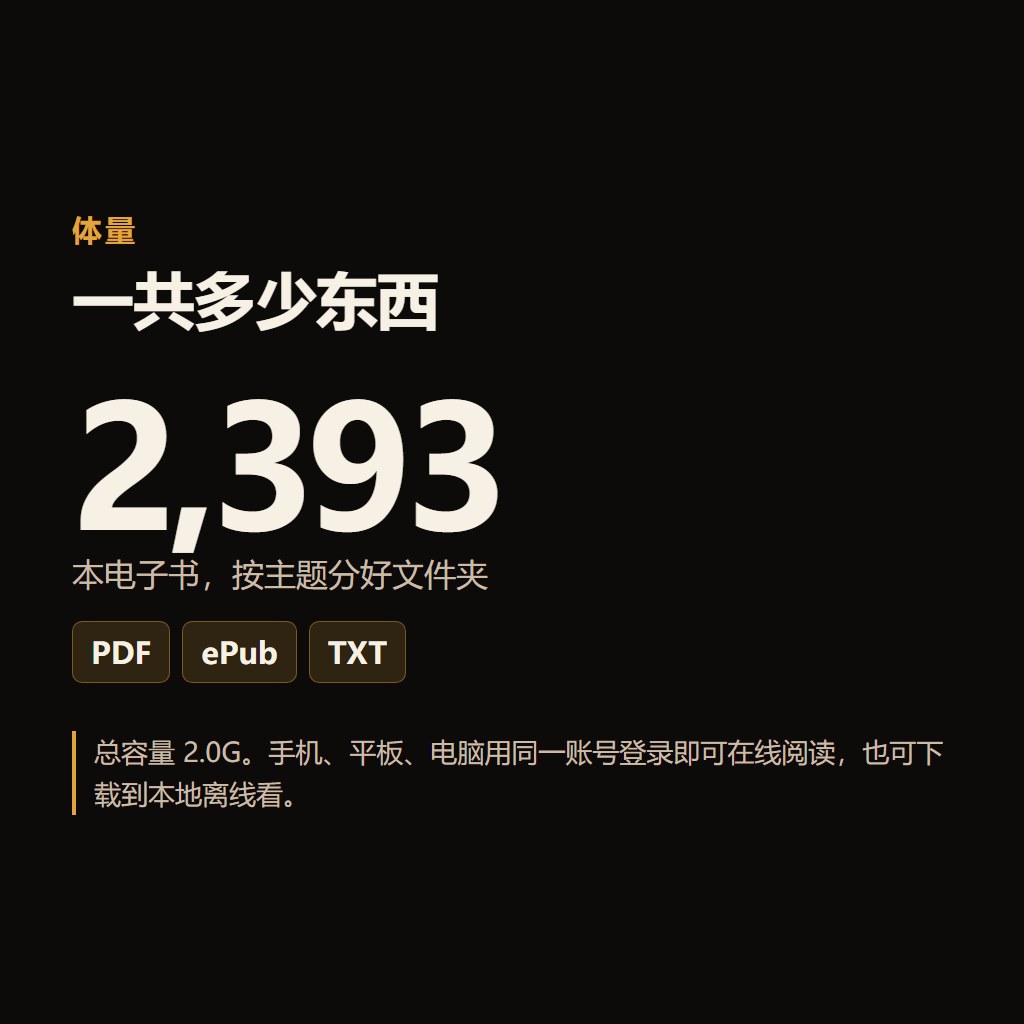 体量
一共多少东西
2,393
本电子书，按主题分好文件夹
PDF ePub TXT
总容量 2.0G。手机、平板、电脑用同一账号登录即可在线阅读，也可下
载到本地离线看。